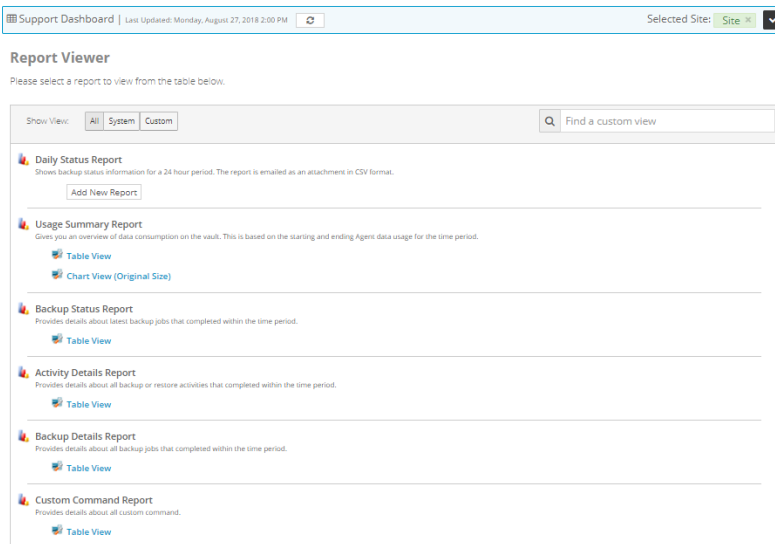 Support Dashboard | Last Updated: Monday, August 27, 2018 2:00 PM Selected Site: Site ×
Report Viewer
Please select a report to view from the table below.
Show View: All System Custom Find a custom view
Daily Status Report
Shows backup status information for a 24 hour period. The report is emailed as an attachment in CSV format.
Add New Report
Usage Summary Report
Gives you an overview of data consumption on the vault. This is based on the starting and ending Agent data usage for the time period.
Table View
Chart View (Original Size)
Backup Status Report
Provides details about latest backup jobs that completed within the time period.
Table View
Activity Details Report
Provides details about all backup or restore activities that completed within the time period.
Table View
Backup Details Report
Provides details about all backup jobs that completed within the time period.
Table View
Custom Command Report
Provides details about all custom command.
Table View